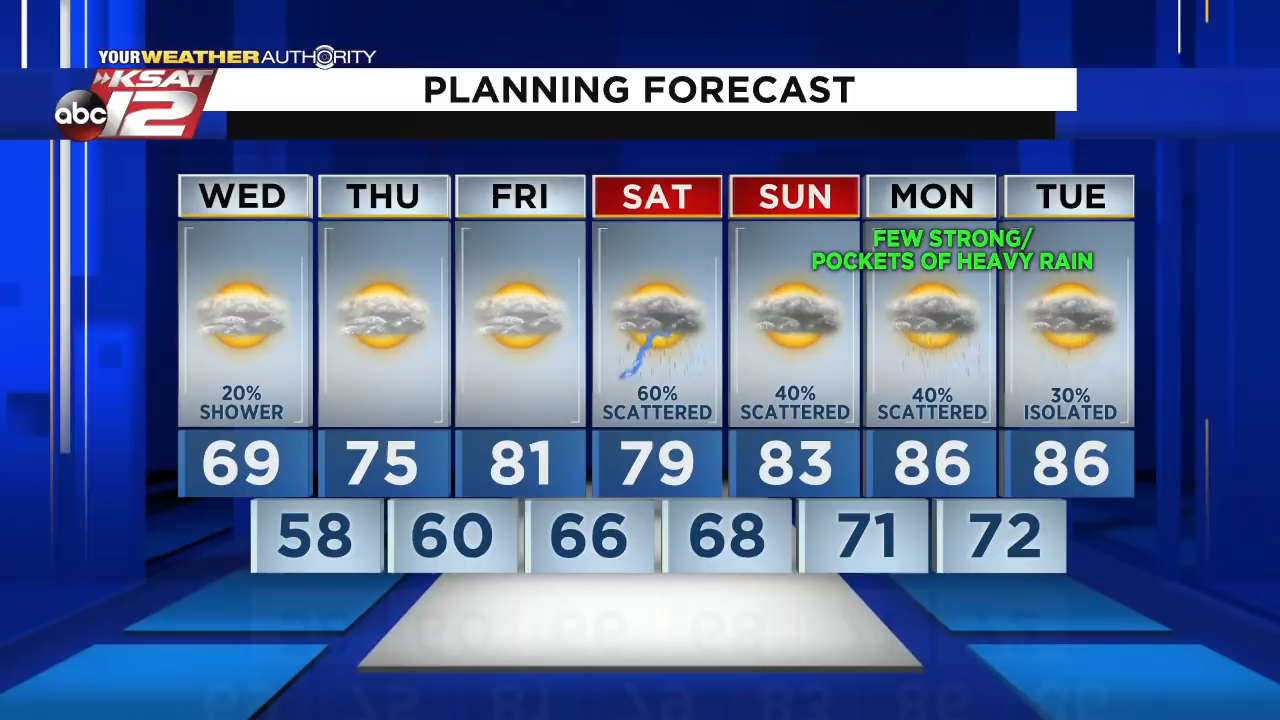 YOUR WEATHER AUTHORITY
KSAT
abc 12
PLANNING FORECAST
WED THU FRI SAT SUN MON TUE
FEW STRONG/
POCKETS OF HEAVY RAIN
20% 60% 40% 40% 30%
SHOWER SCATTERED SCATTERED SCATTERED ISOLATED
69 75 81 79 83 86 86
58 60 66 68 71 72